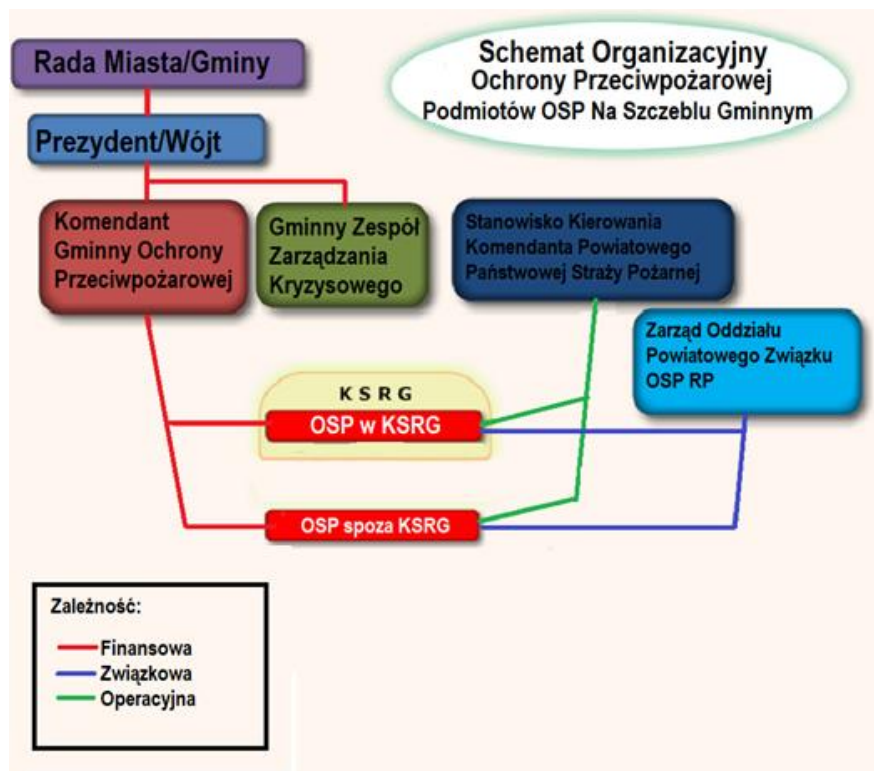 Schemat Organizacyjny
Ochrony Przeciwpożarowej
Podmiotów OSP Na Szczeblu Gminnym
Rada Miasta/Gminy
Prezydent/Wójt
Komendant
Gminny Ochrony
Przeciwpożarowej
Gminny Zespół
Zarządzania
Kryzysowego
Stanowisko Kierowania
Komendanta Powiatowego
Państwowej Straży Pożarnej
Zarząd Oddziału
Powiatowego Związku
OSP RP
K S R G
OSP w KSRG
OSP spoza KSRG
Zależność:
Finansowa
Związkowa
Operacyjna